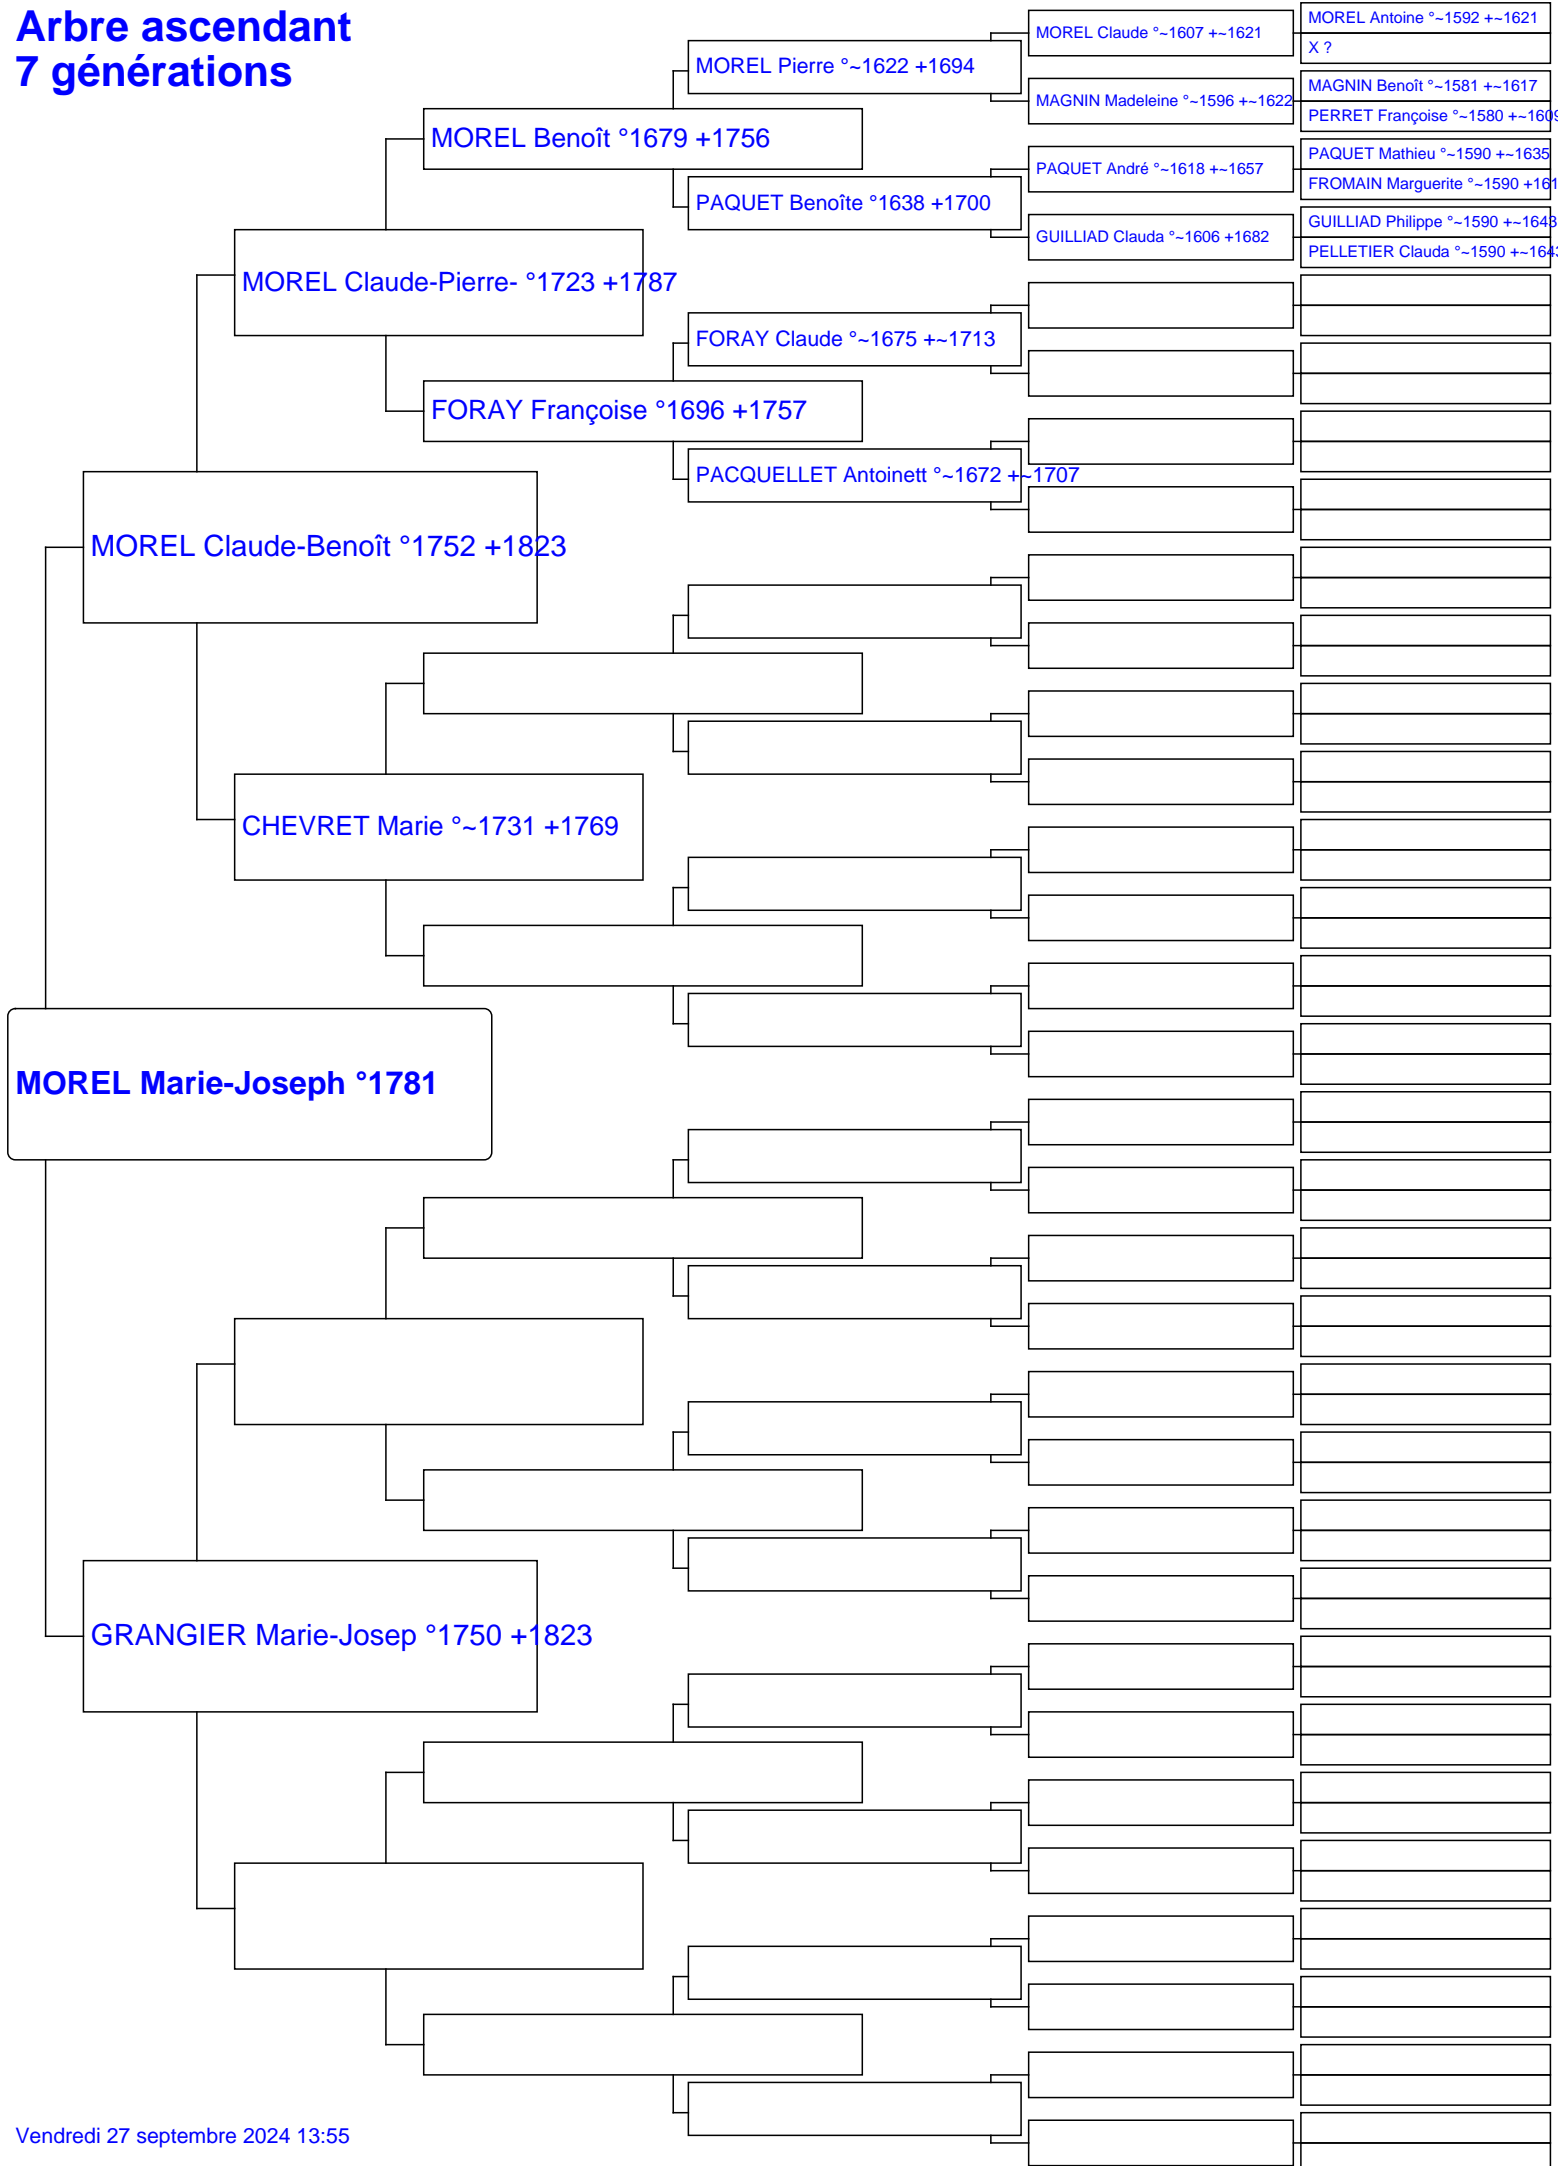 Arbre ascendant
7 générations
MOREL Antoine °~1592 +~1621
MOREL Claude °~1607 +~1621
X ?
MOREL Pierre °~1622 +1694
MAGNIN Benoît °~1581 +~1617
MAGNIN Madeleine °~1596 +~1622
PERRET Françoise °~1580 +~1609
MOREL Benoît °1679 +1756
PAQUET Mathieu °~1590 +~1635
PAQUET André °~1618 +~1657
FROMAIN Marguerite °~1590 +161
PAQUET Benoîte °1638 +1700
GUILLIAD Philippe °~1590 +~1643
GUILLIAD Clauda °~1606 +1682
PELLETIER Clauda °~1590 +~1643
MOREL Claude-Pierre- °1723 +1787
FORAY Claude °~1675 +~1713
FORAY Françoise °1696 +1757
PACQUELLET Antoinett °~1672 +~1707
MOREL Claude-Benoît °1752 +1823
CHEVRET Marie °~1731 +1769
MOREL Marie-Joseph °1781
GRANGIER Marie-Josep °1750 +1823
Vendredi 27 septembre 2024 13:55